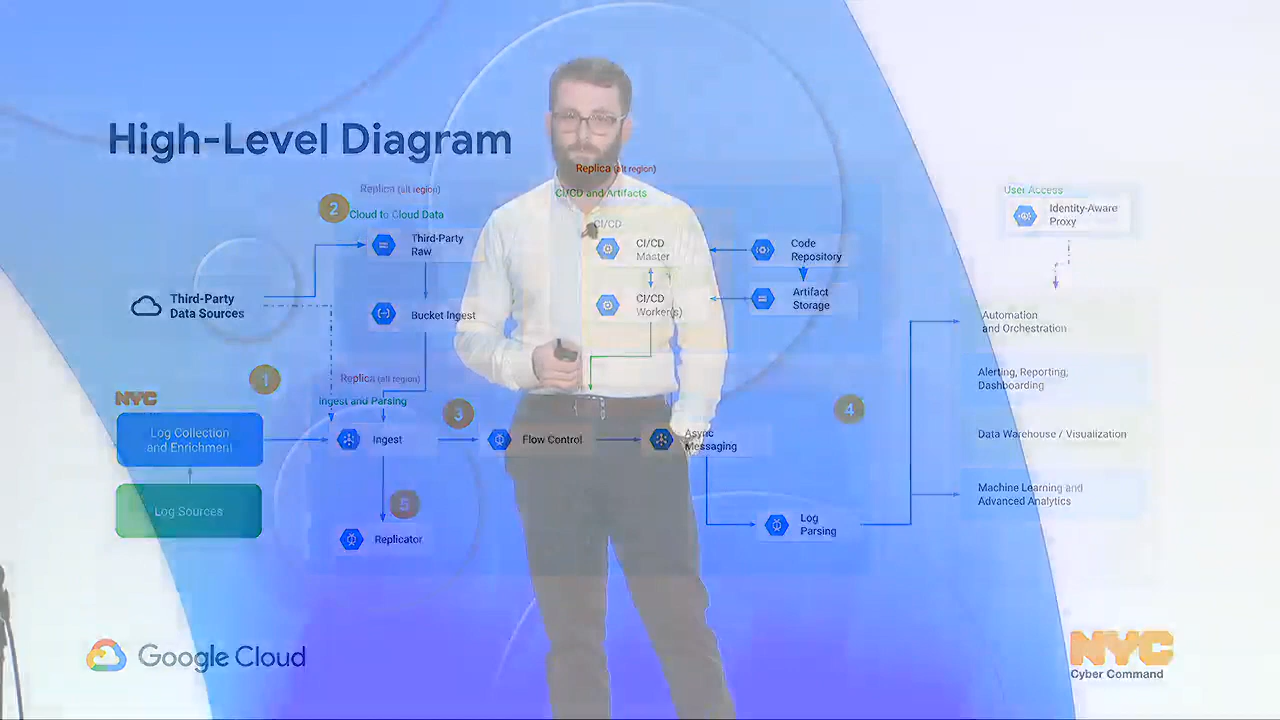 High-Level Diagram
Replica (alt region)
CI/CD and Artifacts
Replica (alt region)
Cloud to Cloud Data
2
User Access
Identity-Aware
Proxy
CI/CD
Third-Party
Raw
CI/CD
Master
Code
Repository
Third-Party
Data Sources
Bucket Ingest
CI/CD
Worker(s)
Artifact
Storage
Automation
and Orchestration
1
Replica (alt region)
Ingest and Parsing
Alerting, Reporting,
Dashboarding
NYC
3
4
Log Collection
and Enrichment
Ingest
Flow Control
Async
Messaging
Data Warehouse / Visualization
Machine Learning and
Advanced Analytics
Log Sources
5
Replicator
Log
Parsing
Google Cloud
NYC
Cyber Command